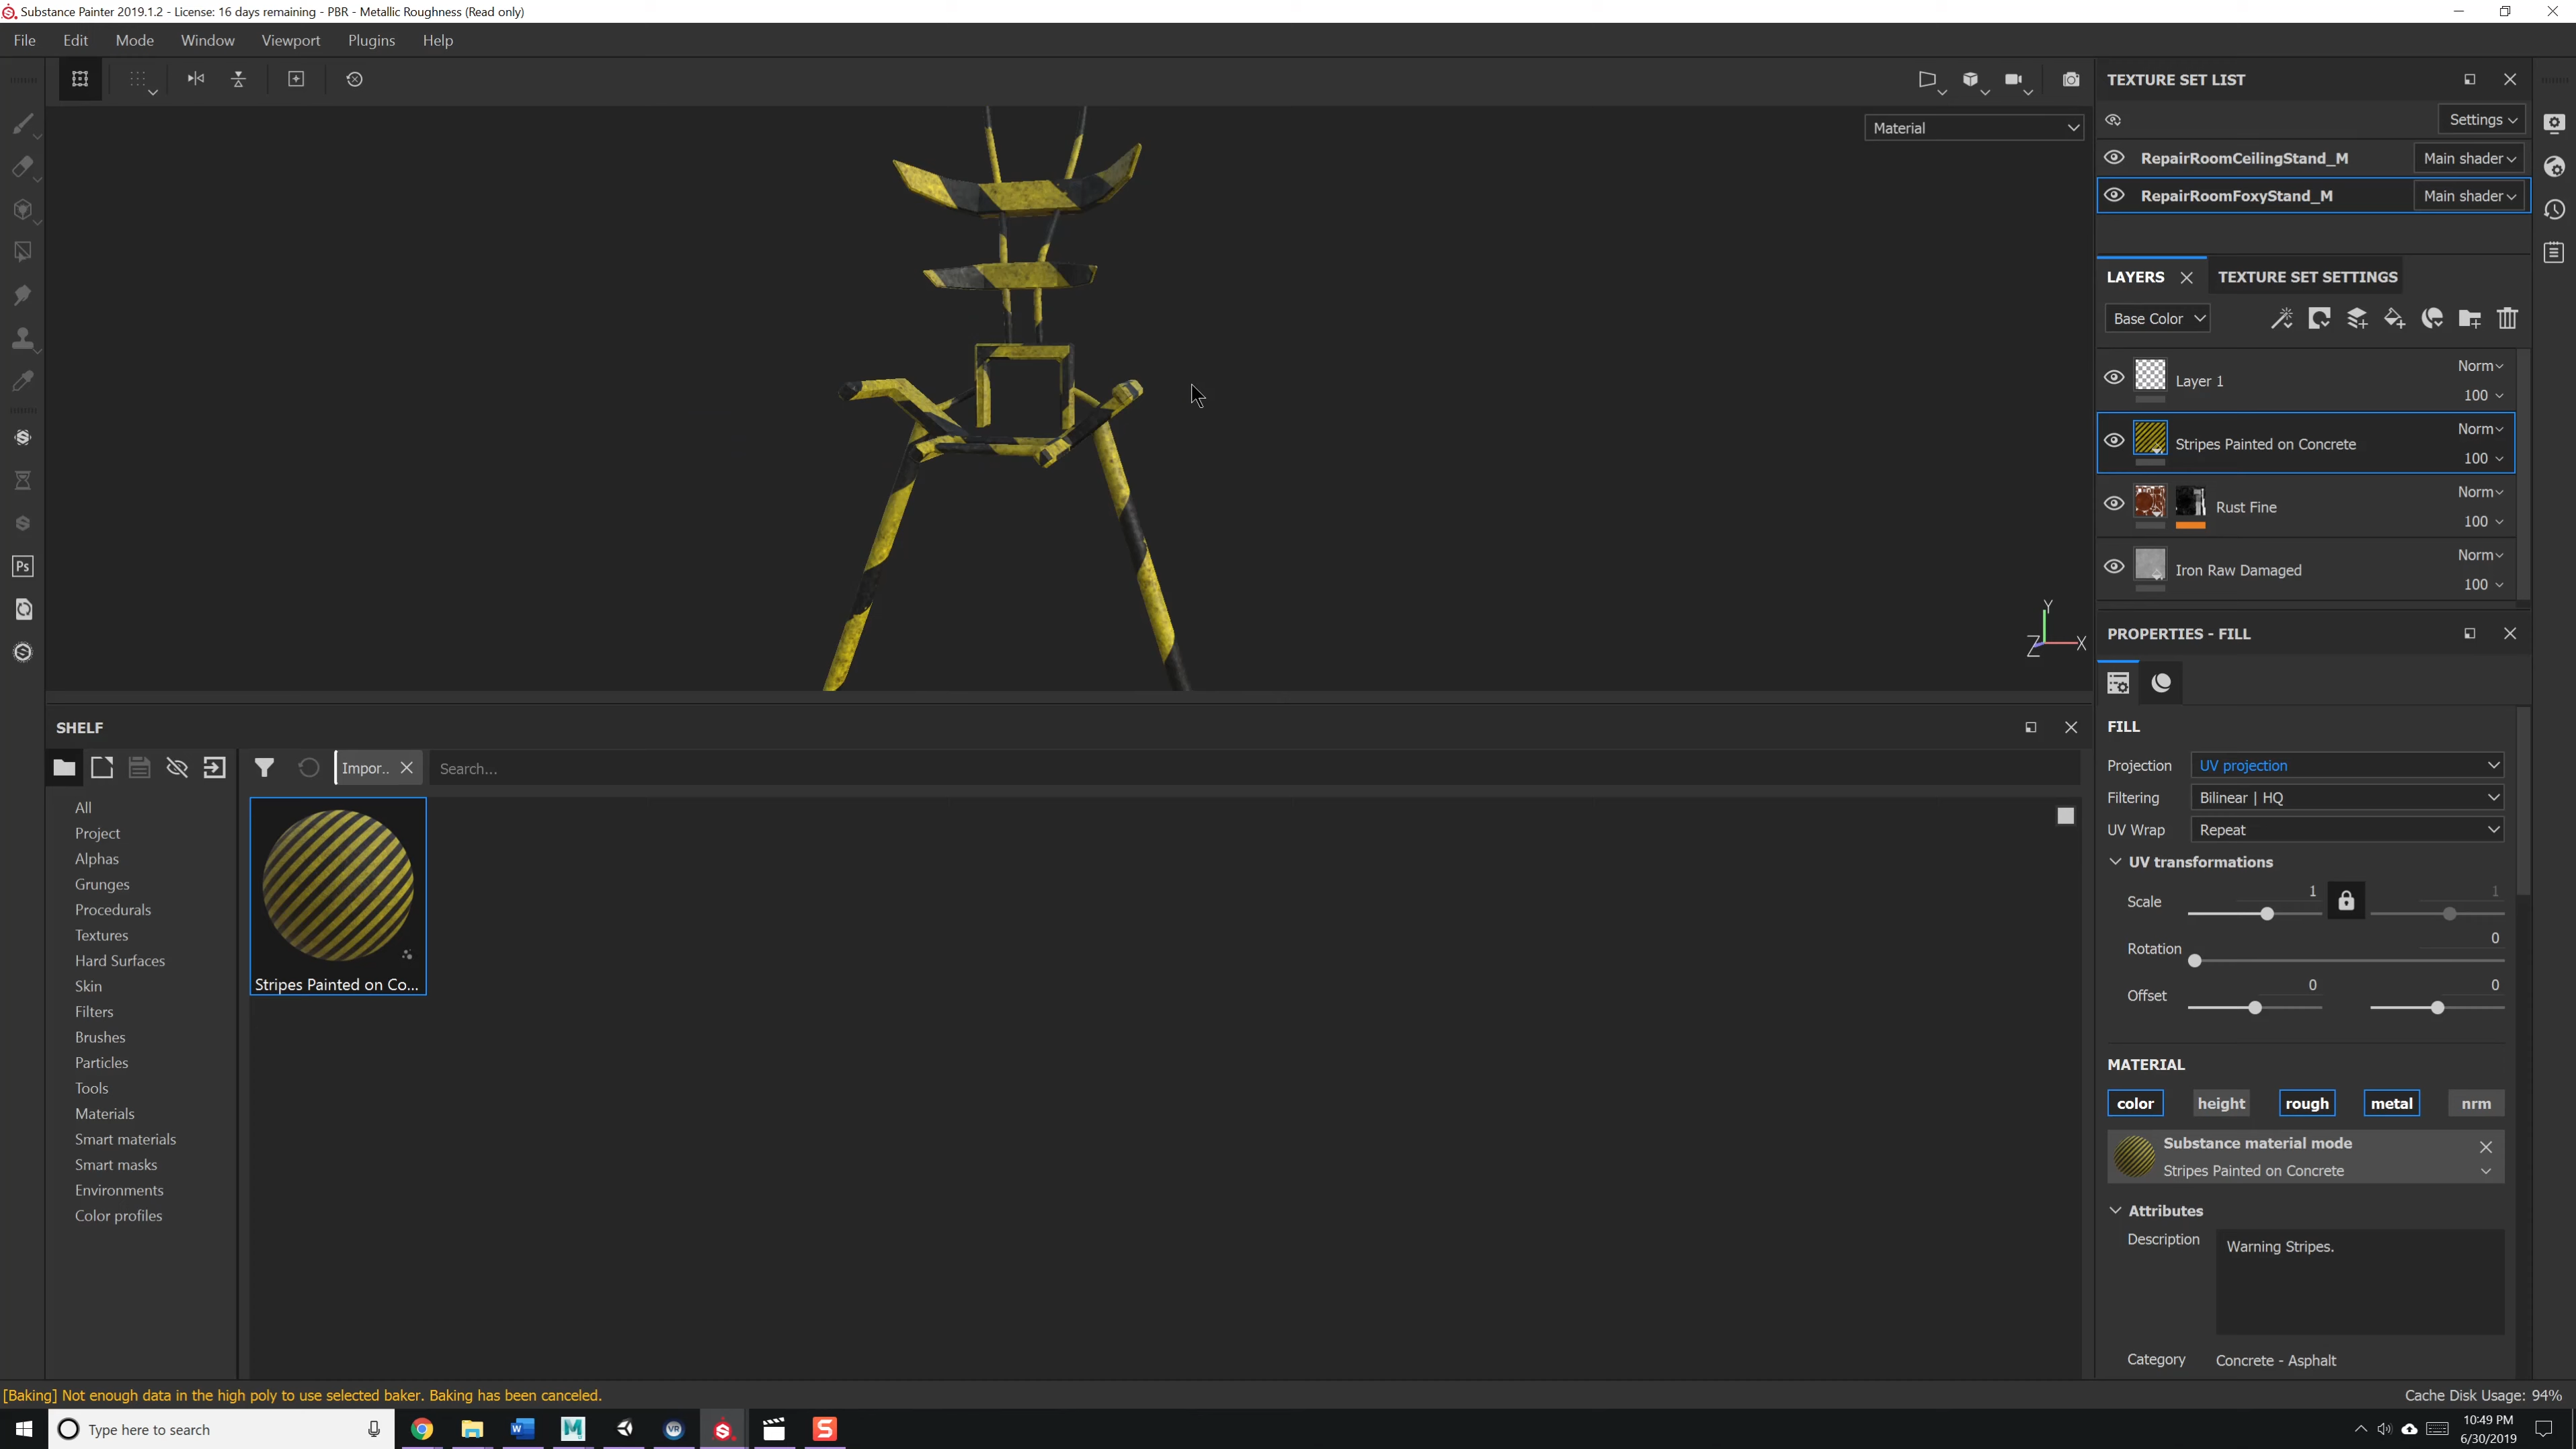 Substance Painter 2019.1.2 - License: 16 days remaining - PBR - Metallic Roughness (Read only)
File Edit Mode Window Viewport Plugins Help
Material
Y
Z
X
TEXTURE SET LIST
Settings
RepairRoomCeilingStand_M Main shader
RepairRoomFoxyStand_M Main shader
LAYERS TEXTURE SET SETTINGS
Base Color
Norm
Layer 1
100
Norm
Stripes Painted on Concrete
100
Norm
Rust Fine
100
Norm
Iron Raw Damaged
100
PROPERTIES - FILL
FILL
Projection UV projection
Filtering Bilinear | HQ
UV Wrap Repeat
UV transformations
1 1
Scale
0
Rotation
0 0
Offset
MATERIAL
color height rough metal nrm
Substance material mode
Stripes Painted on Concrete
Attributes
Description Warning Stripes.
Category Concrete - Asphalt
SHELF
Impor.. Search...
All
Project
Alphas
Grunges
Procedurals
Textures
Hard Surfaces
Skin
Filters
Brushes
Particles
Tools
Materials
Smart materials
Smart masks
Environments
Color profiles
Stripes Painted on Co...
Ps
[Baking] Not enough data in the high poly to use selected baker. Baking has been canceled.
Cache Disk Usage: 94%
Type here to search
10:49 PM
6/30/2019